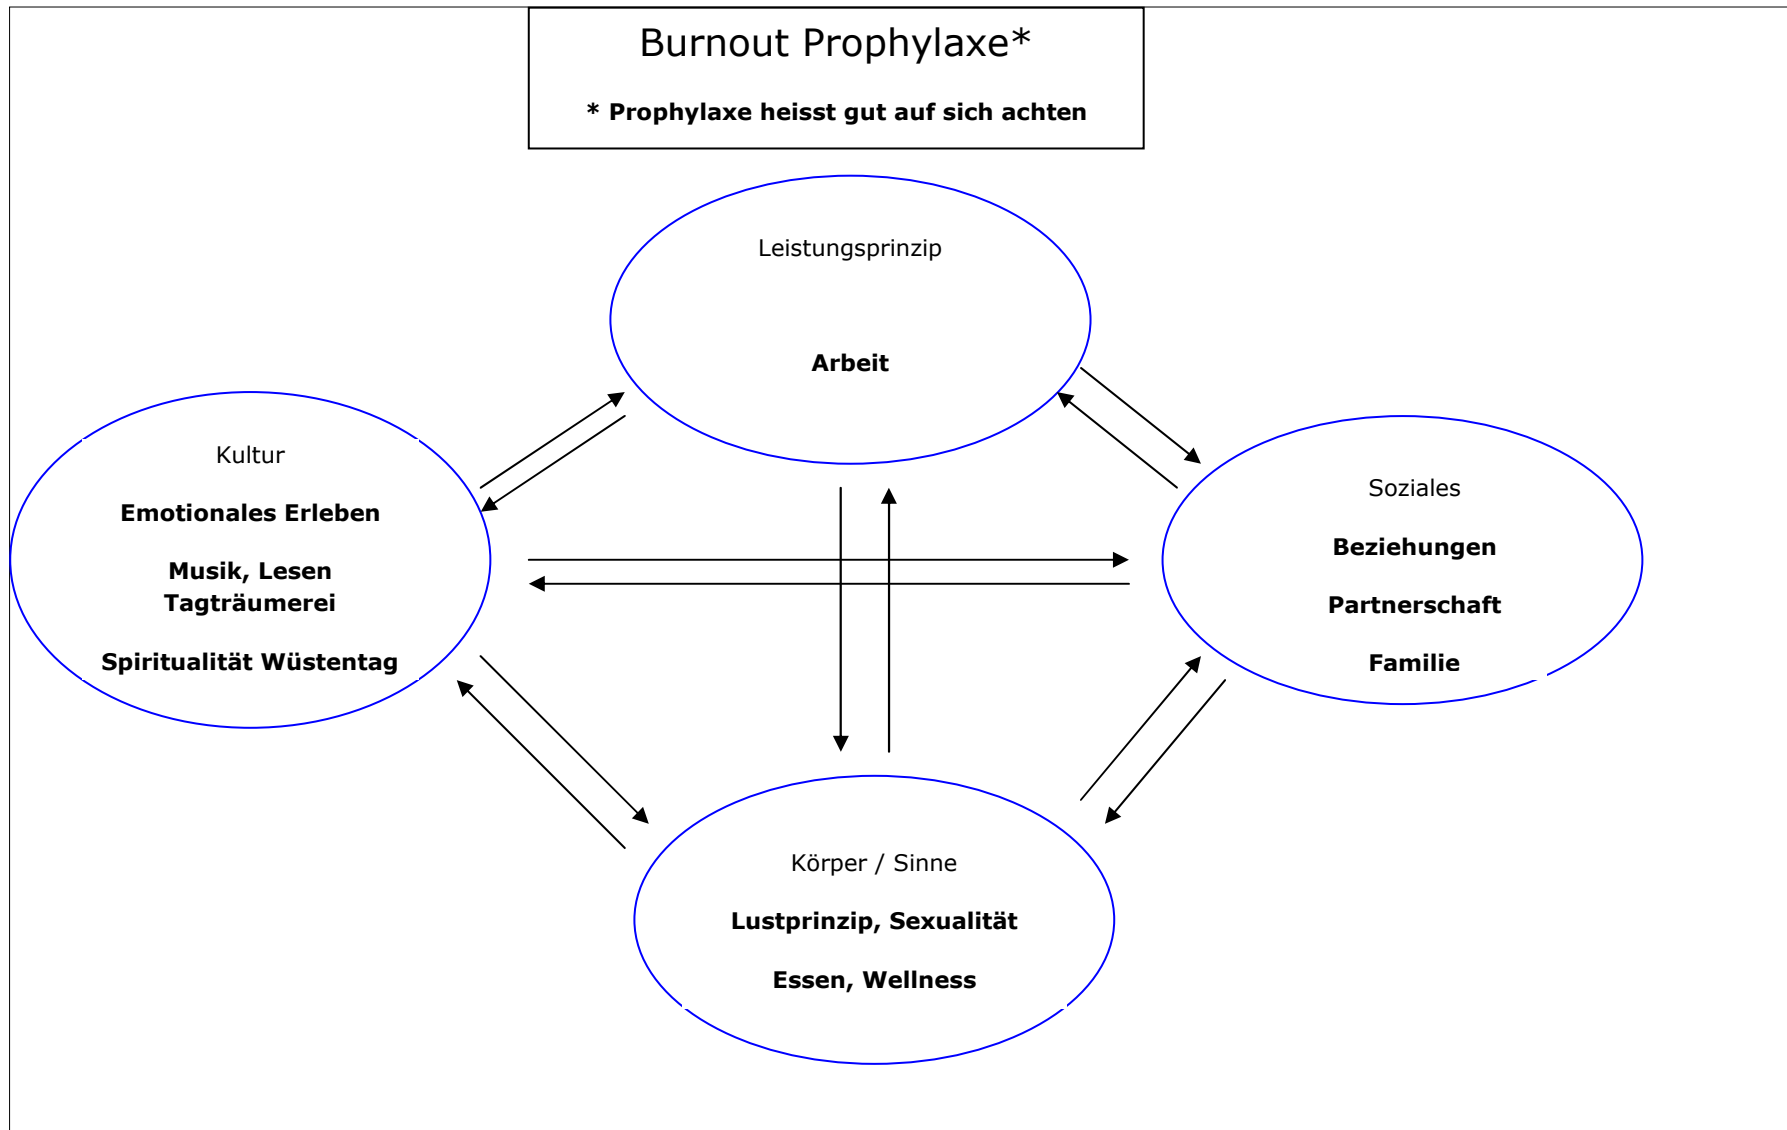 Burnout Prophylaxe*
* Prophylaxe heisst gut auf sich achten
Leistungsprinzip
Arbeit
Kultur
Emotionales Erleben
Musik, Lesen
Tagträumerei
Spiritualität Wüstentag
Soziales
Beziehungen
Partnerschaft
Familie
Körper / Sinne
Lustprinzip, Sexualität
Essen, Wellness